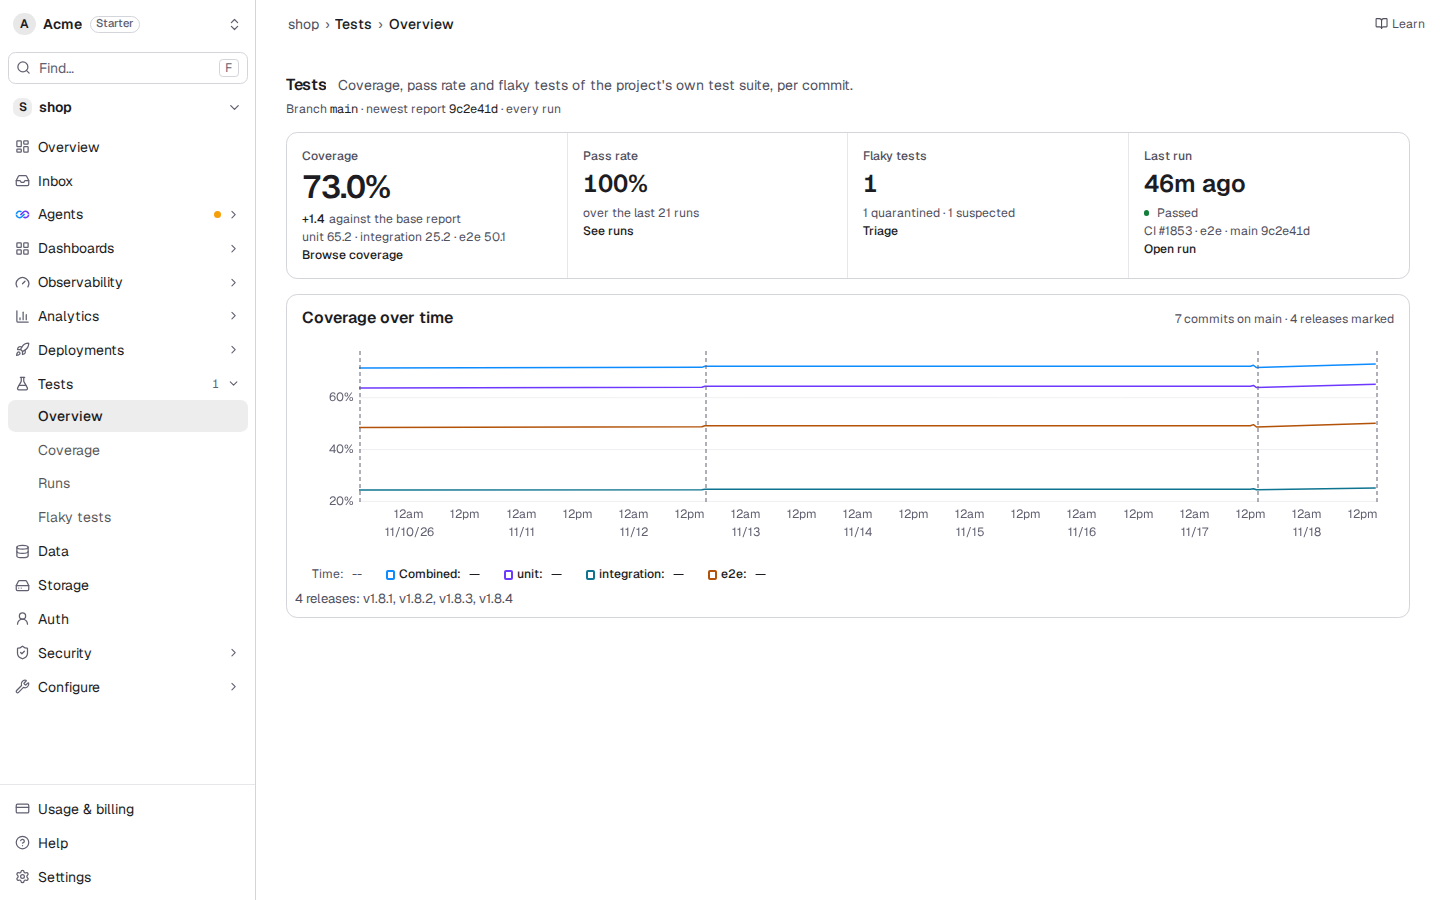 A Acme Starter
Find... F
S shop
Overview
Inbox
Agents
Dashboards
Observability
Analytics
Deployments
Tests 1
Overview
Coverage
Runs
Flaky tests
Data
Storage
Auth
Security
Configure
Usage & billing
Help
Settings
shop › Tests › Overview
Learn
Tests Coverage, pass rate and flaky tests of the project's own test suite, per commit.
Branch main · newest report 9c2e41d · every run
Coverage
73.0%
+1.4 against the base report
unit 65.2 · integration 25.2 · e2e 50.1
Browse coverage
Pass rate
100%
over the last 21 runs
See runs
Flaky tests
1
1 quarantined · 1 suspected
Triage
Last run
46m ago
Passed
CI #1853 · e2e · main 9c2e41d
Open run
Coverage over time
7 commits on main · 4 releases marked
60%
40%
20%
12am 12pm 12am 12pm 12am 12pm 12am 12pm 12am 12pm 12am 12pm 12am 12pm 12am 12pm 12am 12pm
11/10/26 11/11 11/12 11/13 11/14 11/15 11/16 11/17 11/18
Time: -- Combined: — unit: — integration: — e2e: —
4 releases: v1.8.1, v1.8.2, v1.8.3, v1.8.4